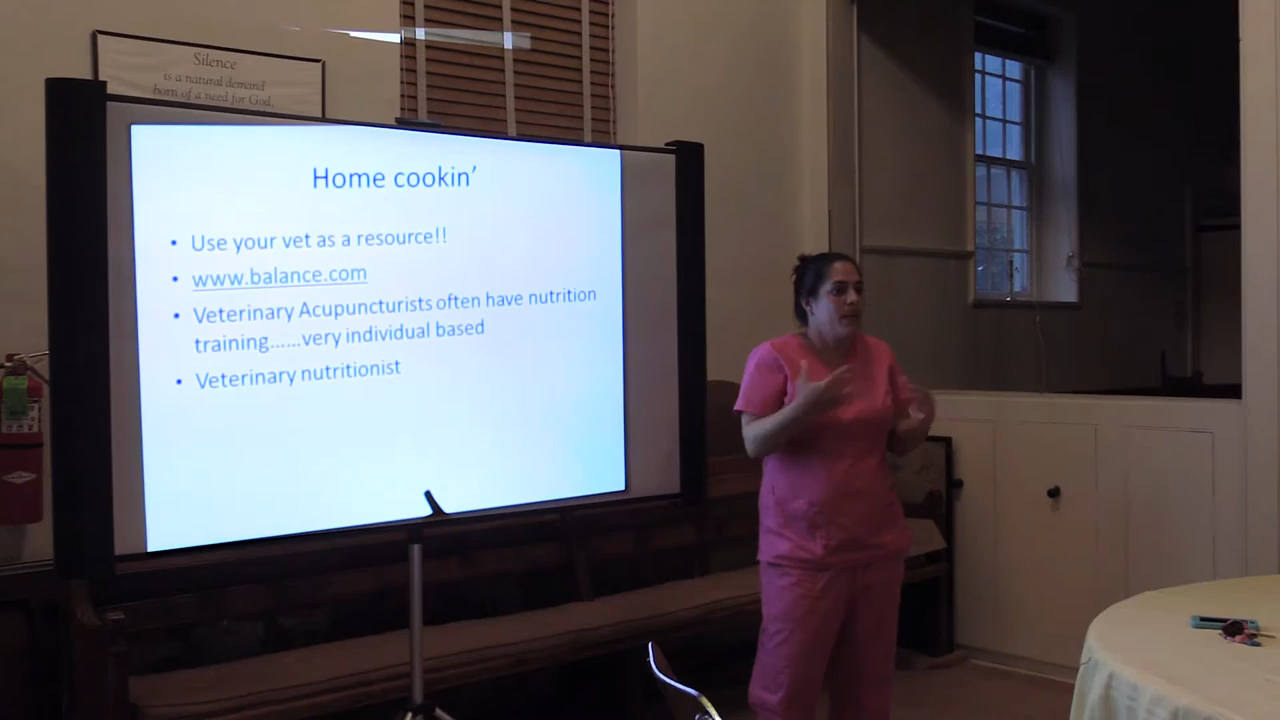 Silence
is a natural demand
born of a need for God,
Home cookin’
• Use your vet as a resource!!
• www.balance.com
• Veterinary Acupuncturists often have nutrition
training......very individual based
• Veterinary nutritionist